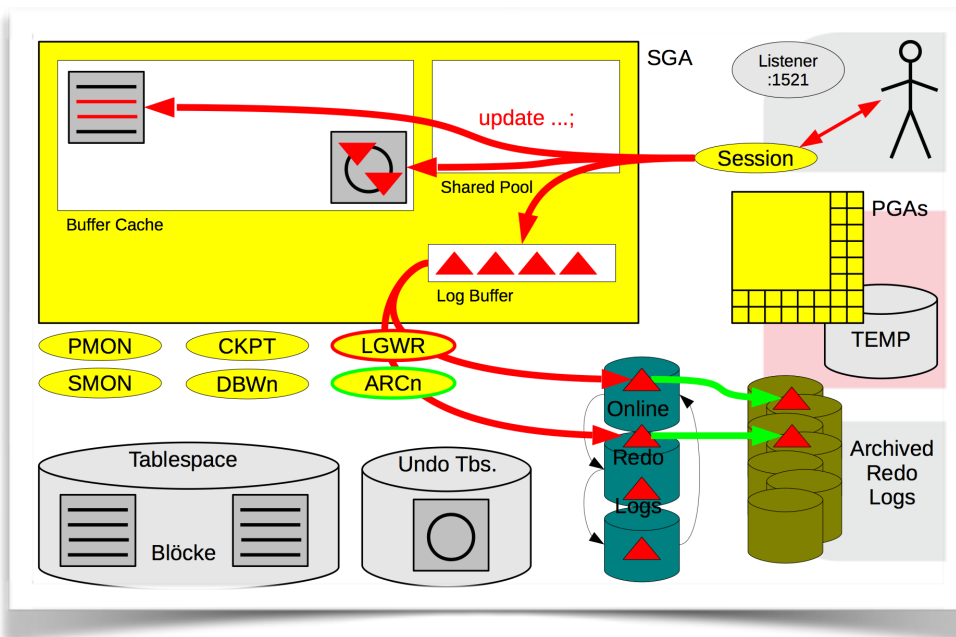 SGA
Listener
:1521
update ...;
Session
Shared Pool
Buffer Cache
PGAs
Log Buffer
TEMP
PMON
CKPT
LGWR
SMON
DBWn
ARCn
Online
Redo
Logs
Archived
Redo
Logs
Tablespace
Blöcke
Undo Tbs.